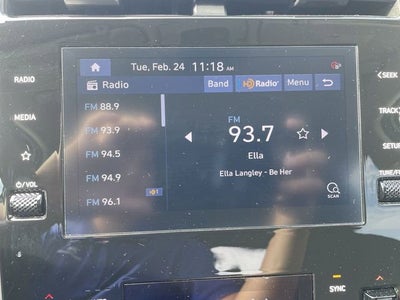 Tue, Feb. 24 11:18 AM
RADIO
Radio Band HD Radio Menu
SEEK
MEDIA
FM 88.9
FM 93.9
FM 94.5
FM 94.9
FM 96.1
FM
93.7
Ella
Ella Langley - Be Her
SCAN
TRACK
SETUP
VOL
TUNE
SYNC